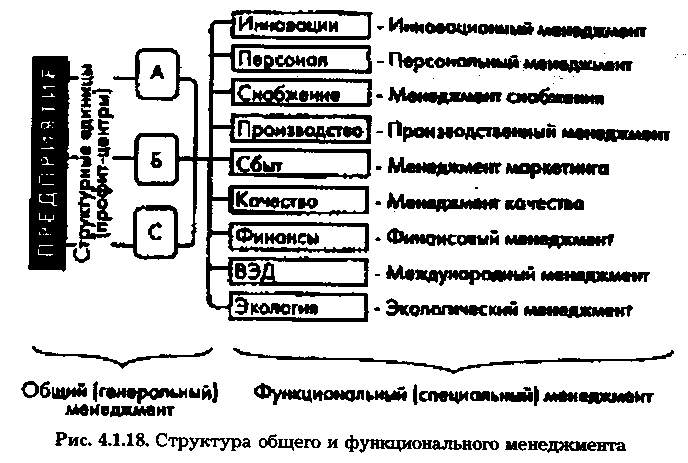 ПРЕДПРИЯТИЕ
Структурные единицы
(профит-центры)
А
Б
С
Инновации - Инновационный менеджмент
Персонал - Персональный менеджмент
Снабжение - Менеджмент снабжения
Производство - Производственный менеджмент
Сбыт - Менеджмент маркетинга
Качество - Менеджмент качества
Финансы - Финансовый менеджмент
ВЭД - Международный менеджмент
Экология - Экологический менеджмент
Общий (генеральный)
менеджмент
Функциональный (специальный) менеджмент
Рис. 4.1.18. Структура общего и функционального менеджмента